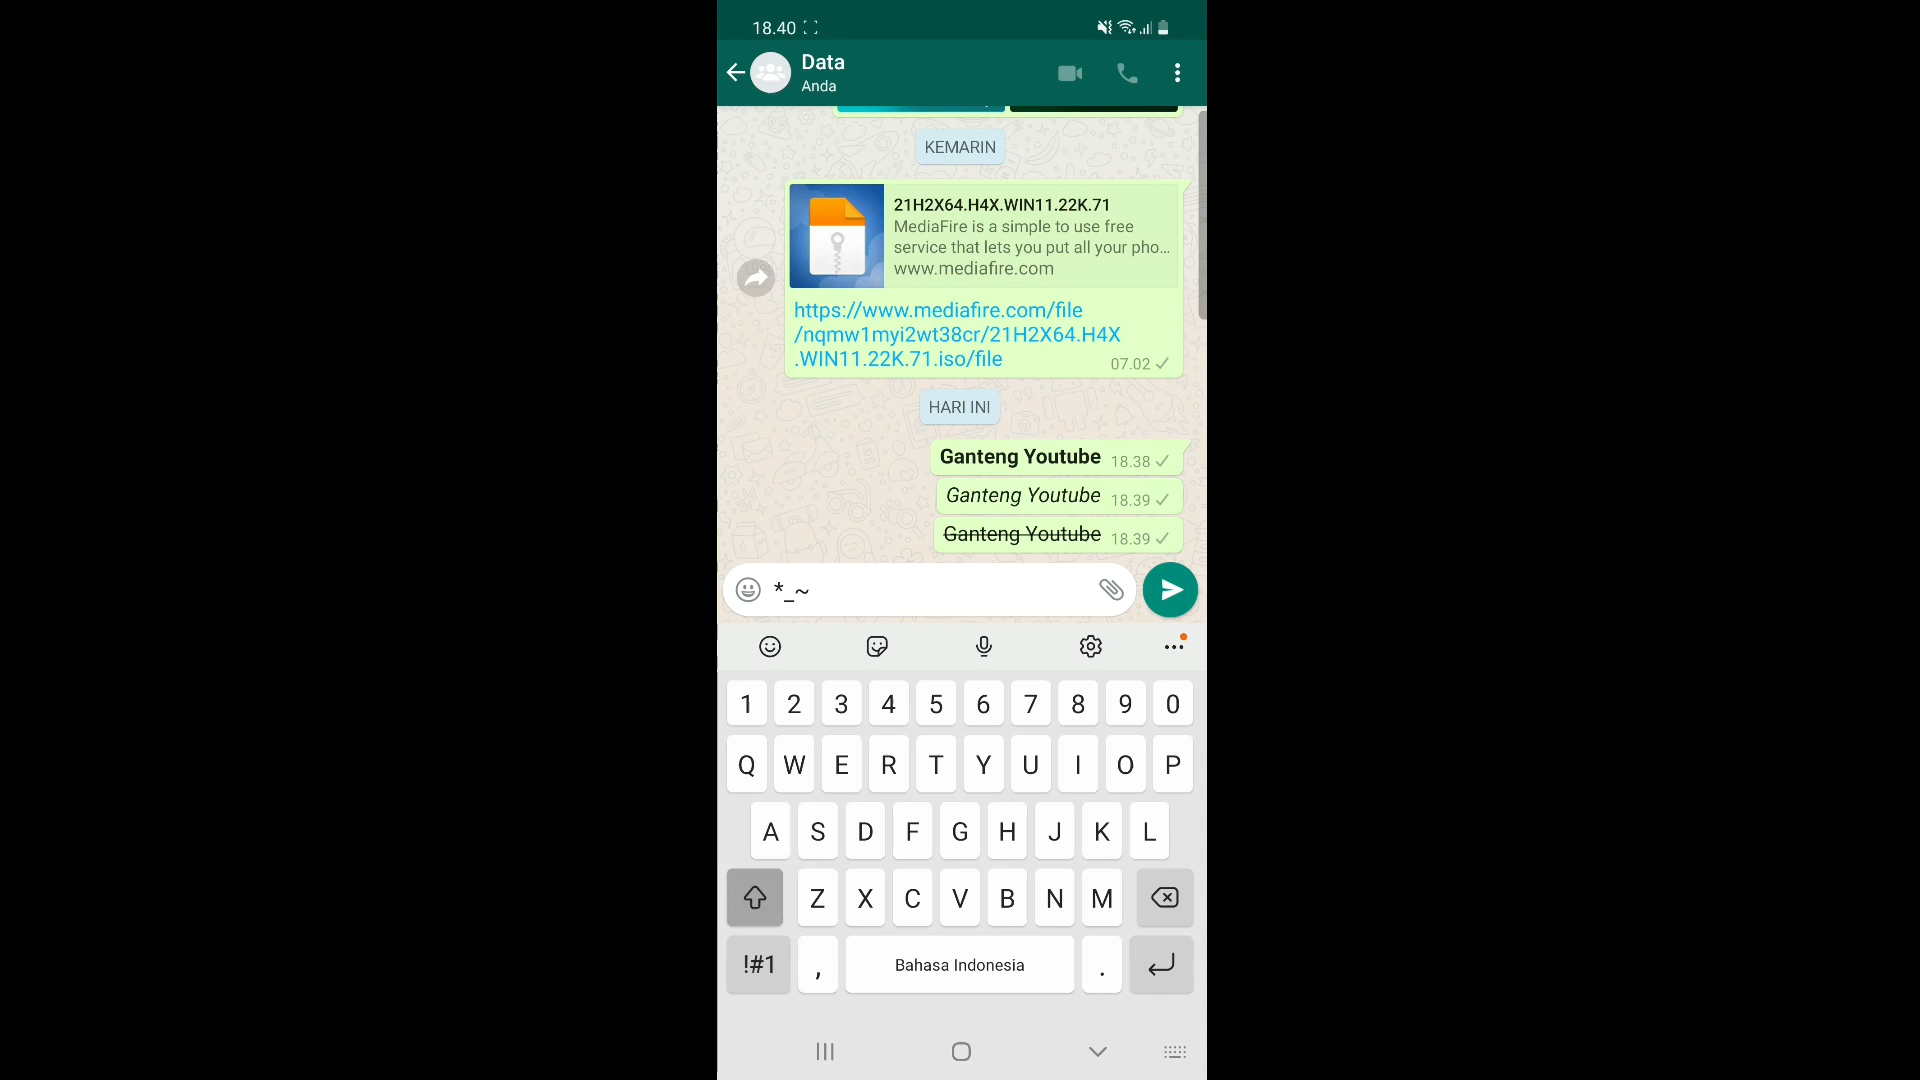 18.40
Data
Anda
KEMARIN
21H2X64.H4X.WIN11.22K.71
MediaFire is a simple to use free
service that lets you put all your pho...
www.mediafire.com
https://www.mediafire.com/file
/nqmw1myi2wt38cr/21H2X64.H4X
.WIN11.22K.71.iso/file
07.02
HARI INI
Ganteng Youtube 18.38
Ganteng Youtube 18.39
Ganteng Youtube 18.39
*_~
1 2 3 4 5 6 7 8 9 0
Q W E R T Y U I O P
A S D F G H J K L
Z X C V B N M
!#1 , Bahasa Indonesia .